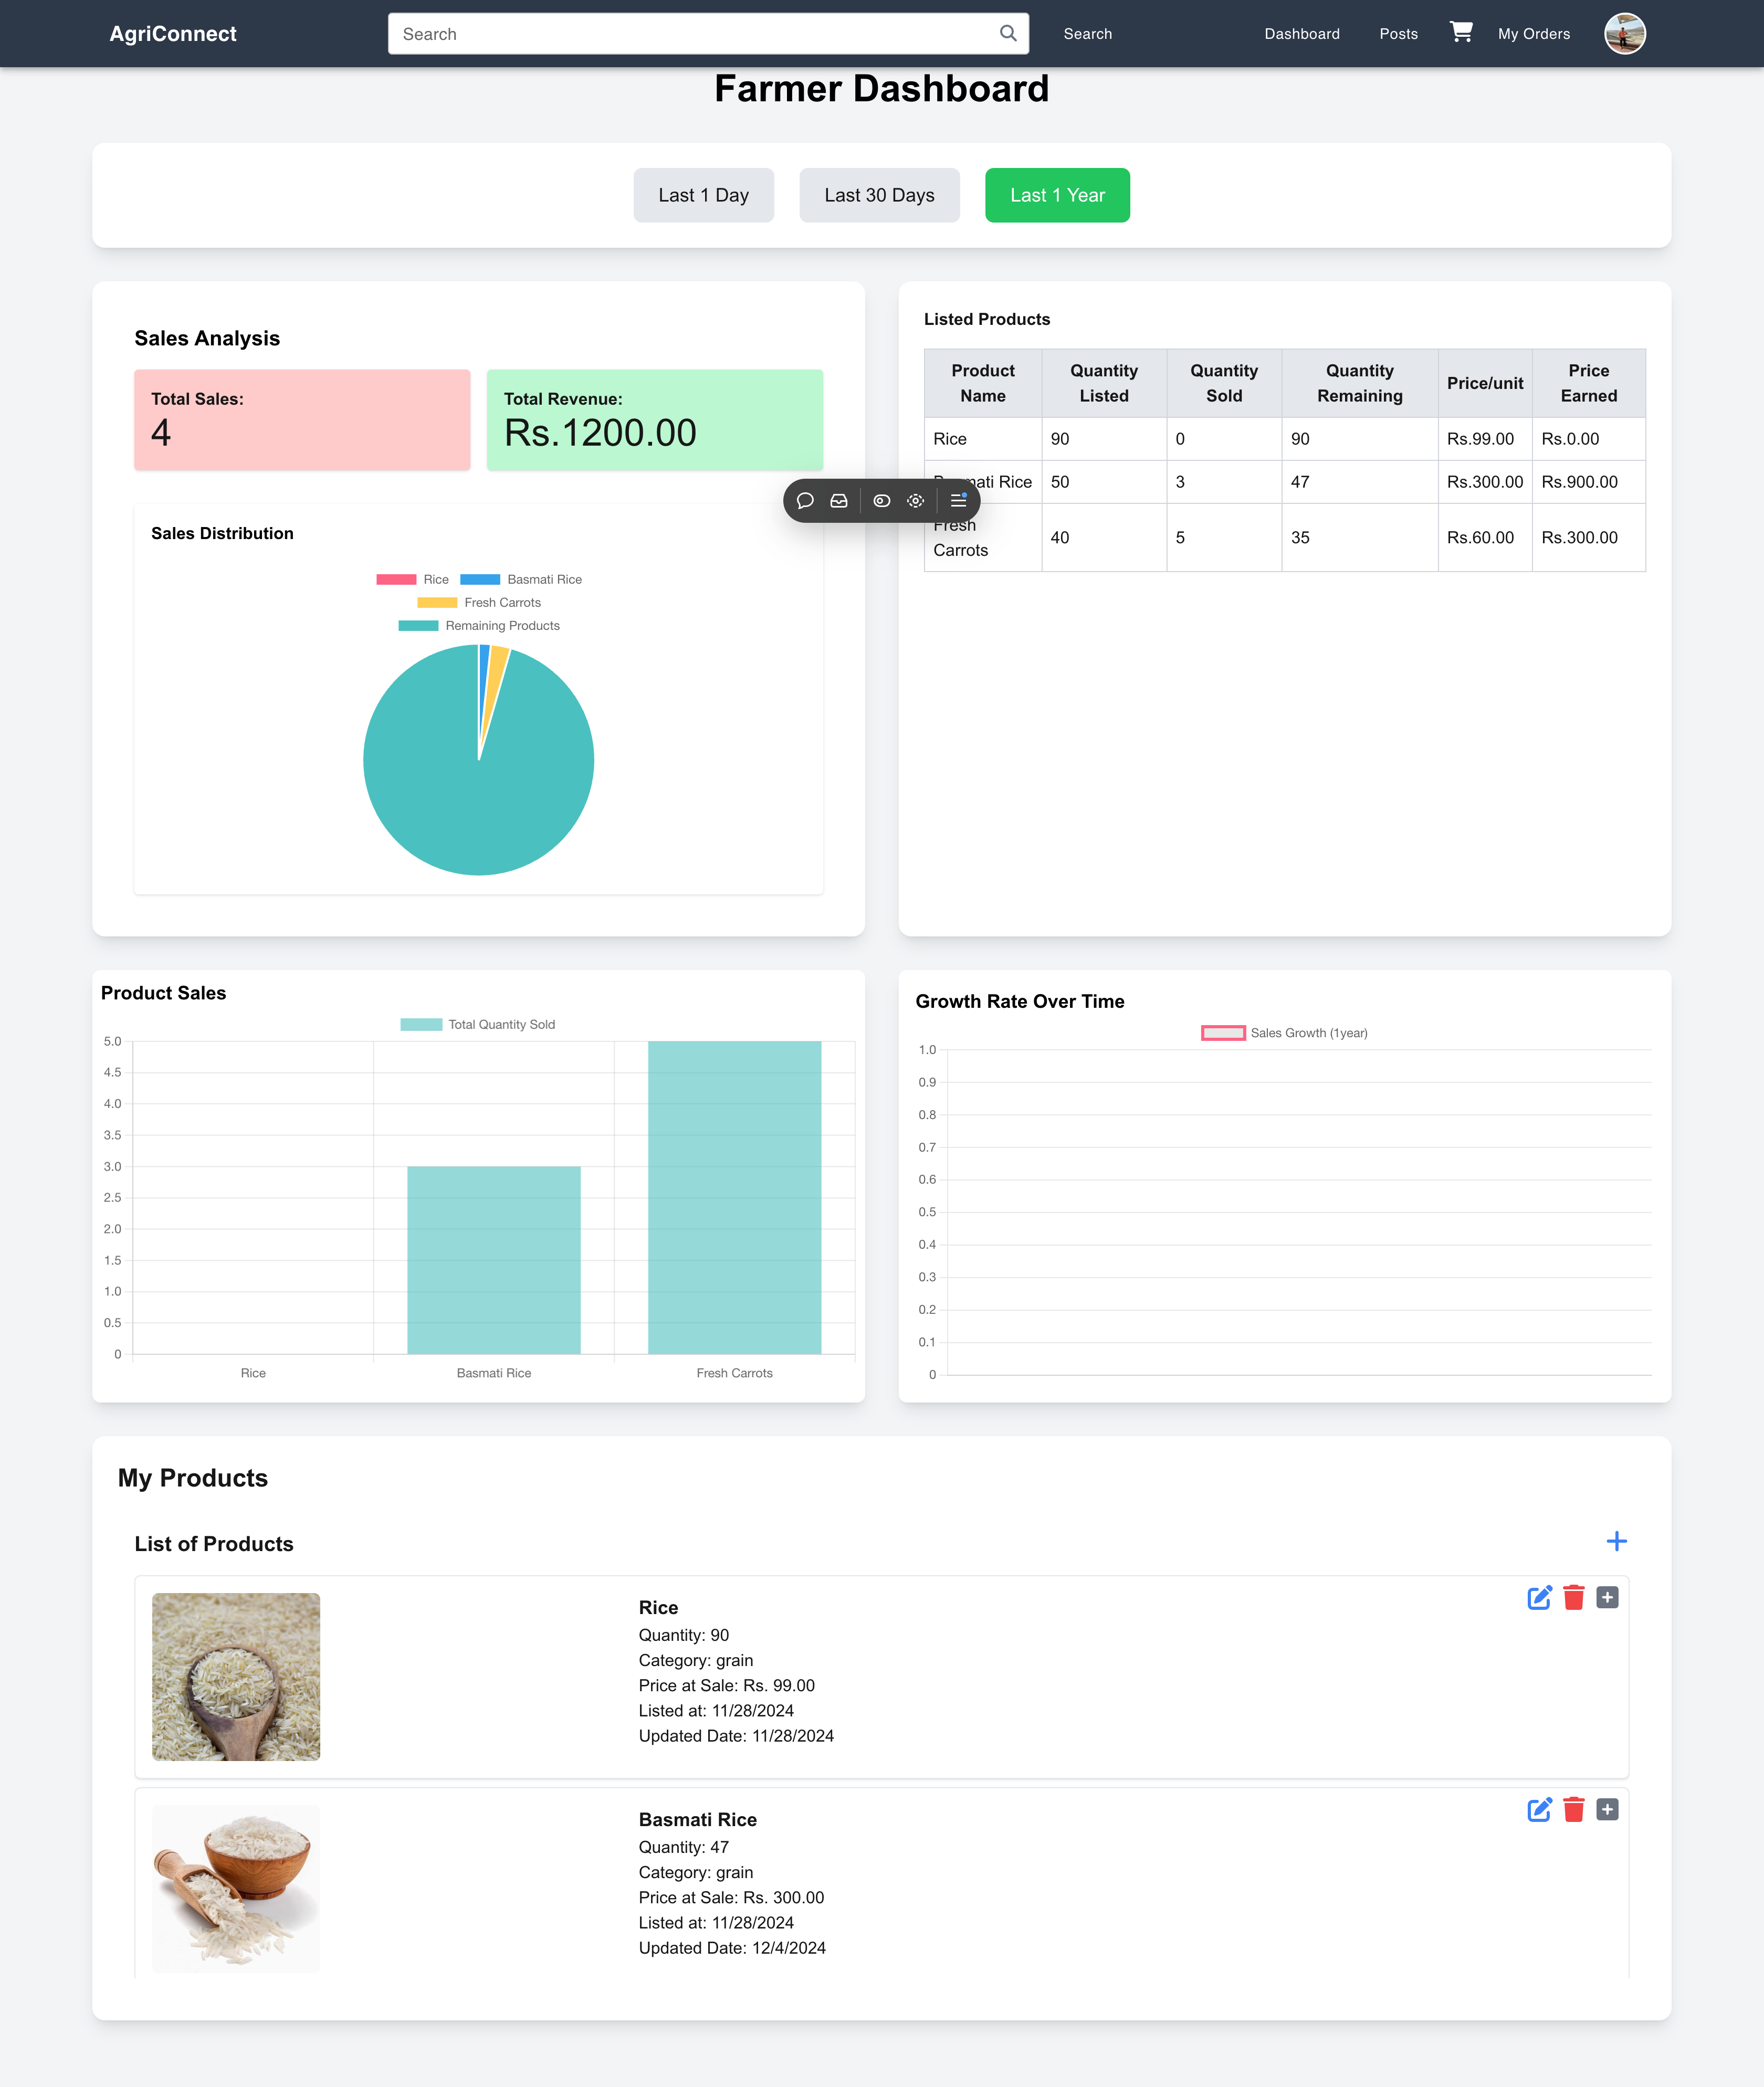 AgriConnect
Search
Search
Dashboard
Posts
My Orders
Farmer Dashboard
Last 1 Day
Last 30 Days
Last 1 Year
Sales Analysis
Total Sales:
4
Total Revenue:
Rs.1200.00
Sales Distribution
Rice
Basmati Rice
Fresh Carrots
Remaining Products
Listed Products
Product Name
Quantity Listed
Quantity Sold
Quantity Remaining
Price/unit
Price Earned
Rice 90 0 90 Rs.99.00 Rs.0.00
Rice 50 3 47 Rs.300.00 Rs.900.00
Fresh Carrots 40 5 35 Rs.60.00 Rs.300.00
Product Sales
Total Quantity Sold
5.0
4.5
4.0
3.5
3.0
2.5
2.0
1.5
1.0
0.5
0
Rice
Basmati Rice
Fresh Carrots
Growth Rate Over Time
Sales Growth (1year)
1.0
0.9
0.8
0.7
0.6
0.5
0.4
0.3
0.2
0.1
0
My Products
List of Products
Rice
Quantity: 90
Category: grain
Price at Sale: Rs. 99.00
Listed at: 11/28/2024
Updated Date: 11/28/2024
Basmati Rice
Quantity: 47
Category: grain
Price at Sale: Rs. 300.00
Listed at: 11/28/2024
Updated Date: 12/4/2024